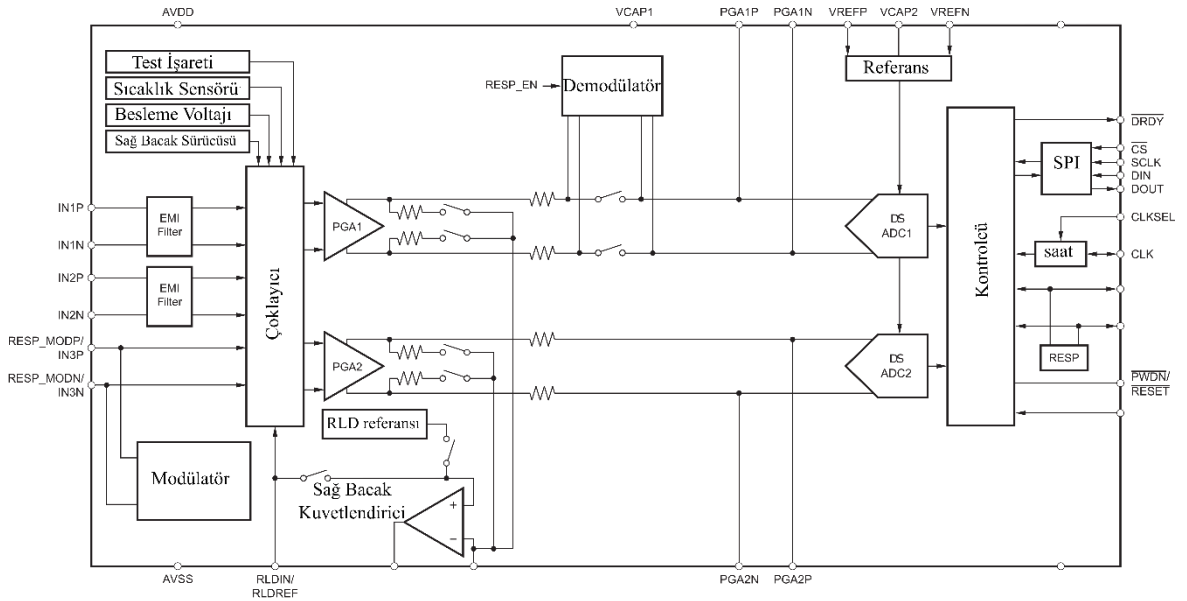 AVDD
VCAP1
PGA1P
PGA1N
VREFP
VCAP2
VREFN
Test İşareti
Sıcaklık Sensörü
Besleme Voltajı
Sağ Bacak Sürücüsü
RESP_EN
Demodülatör
Referans
DRDY
SPI
CS
SCLK
DIN
DOUT
CLKSEL
saat
CLK
IN1P
IN1N
EMI
Filter
IN2P
IN2N
EMI
Filter
RESP_MODP/
IN3P
RESP_MODN/
IN3N
Çoklayıcı
PGA1
PGA2
DS
ADC1
DS
ADC2
Kontrolcü
RESP
PWDN/
RESET
RLD referansı
Modülatör
Sağ Bacak
Kuvetlendirici
+
−
AVSS
RLDIN/
RLDREF
PGA2N
PGA2P